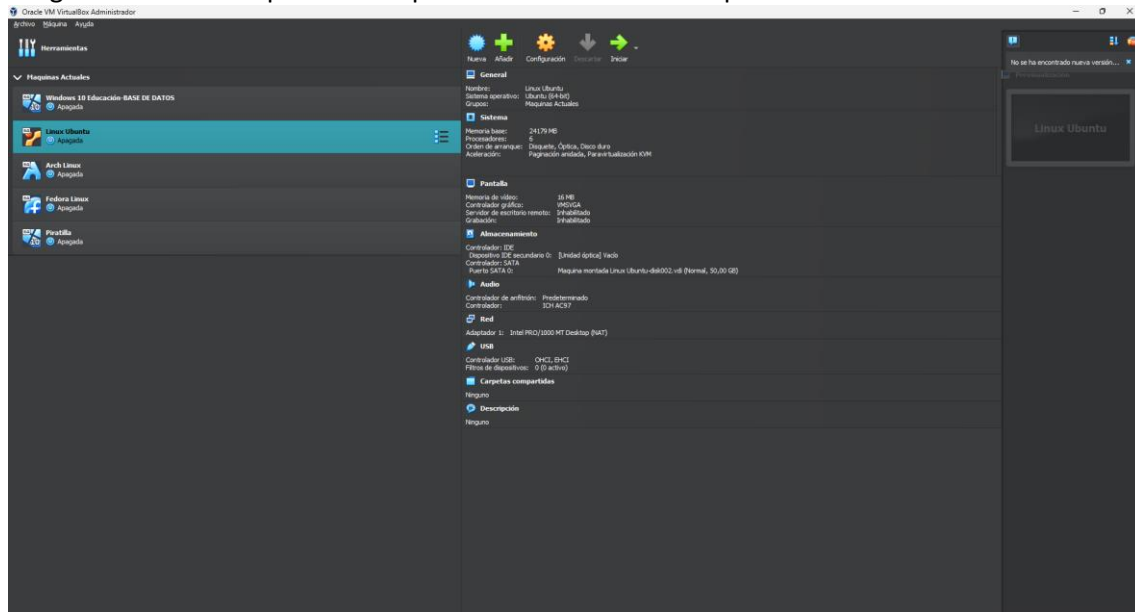 Oracle VM VirtualBox Administrador
Archivo Máquina Ayuda
Herramientas
Maquinas Actuales
Windows 10 Educación-BASE DE DATOS
Apagada
Linux Ubuntu
Apagada
Arch Linux
Apagada
Fedora Linux
Apagada
Piratilla
Apagada
Nueva Añadir Configuración Descartar Iniciar
General
Nombre: Linux Ubuntu
Sistema operativo: Ubuntu (64-bit)
Grupos: Maquinas Actuales
Sistema
Memoria base: 24179 MB
Procesadores: 6
Orden de arranque: Disquete, Óptica, Disco duro
Aceleración: Paginación anidada, Paravirtualización KVM
Pantalla
Memoria de vídeo: 16 MB
Controlador gráfico: VMSVGA
Servidor de escritorio remoto: Inhabilitado
Grabación: Inhabilitado
Almacenamiento
Controlador: IDE
Dispositivo IDE secundario 0: [Unidad óptica] Vacío
Controlador: SATA
Puerto SATA 0: Maquina montada Linux Ubuntu-disk002.vdi (Normal, 50,00 GB)
Audio
Controlador de anfitrión: Predeterminado
Controlador: ICH AC97
Red
Adaptador 1: Intel PRO/1000 MT Desktop (NAT)
USB
Controlador USB: OHCI, EHCI
Filtros de dispositivos: 0 (0 activo)
Carpetas compartidas
Ninguno
Descripción
Ninguno
No se ha encontrado nueva versión...
Previsualización
Linux Ubuntu